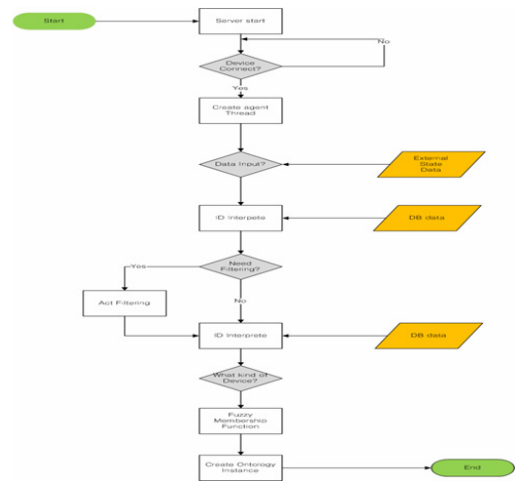 Start
Server start
No
Device
Connect?
Yes
Create agent
Thread
Data Input?
External
State
Data
ID Interpete
DB data
Need
Filtering?
Yes
No
Act Filtering
ID Interprete
DB data
What kind of
Device?
Fuzzy
Membership
Function
Create Ontology
Instance
End